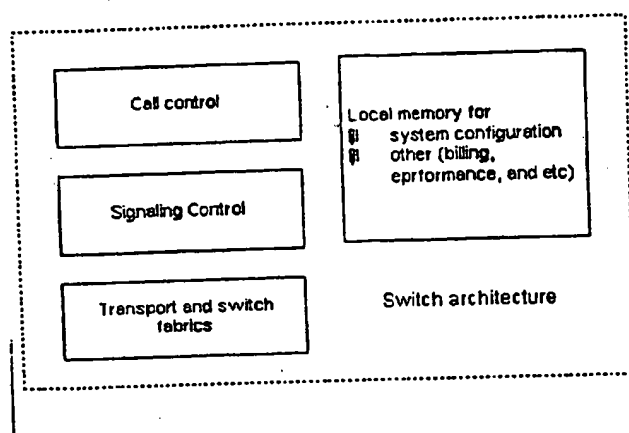 Call control
Signaling Control
Transport and switch
fabrics
Local memory for
system configuration
other (billing,
eprformance, and etc)
Switch architecture